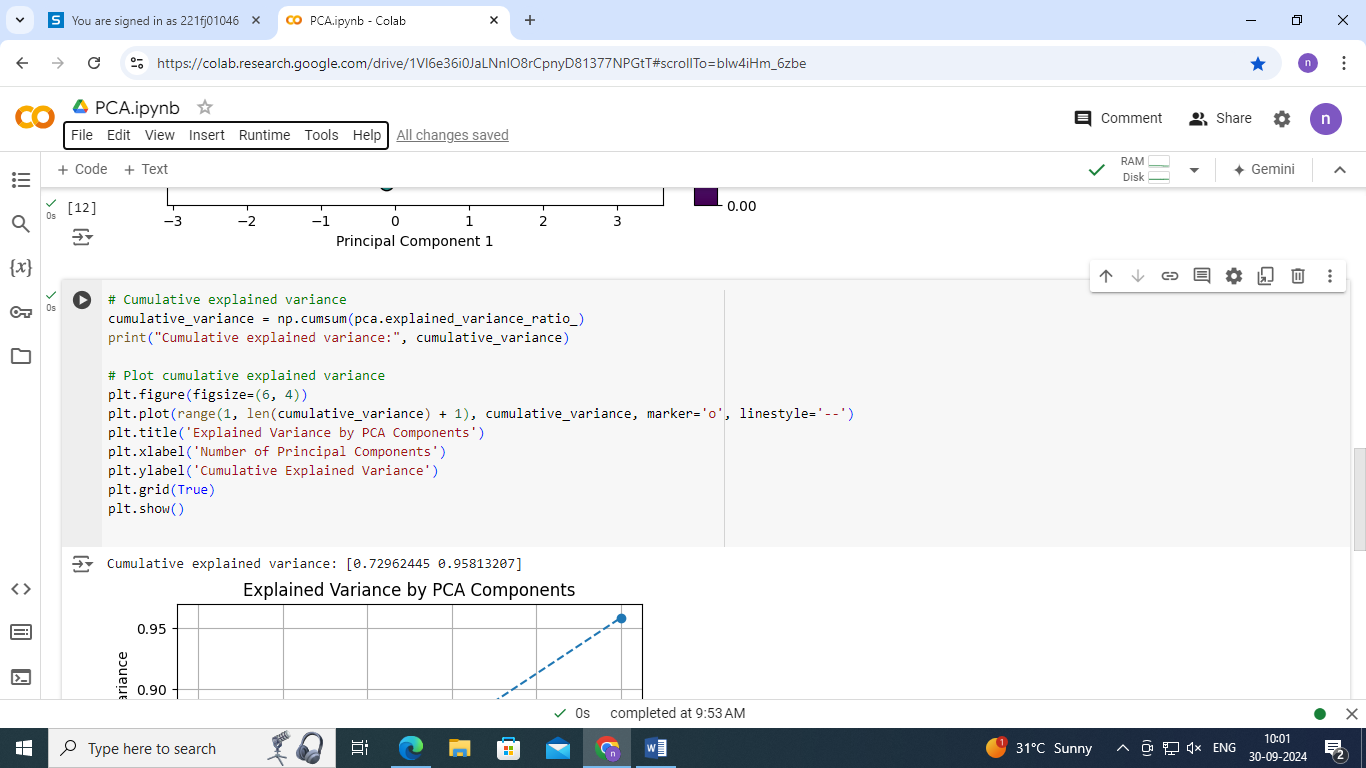 You are signed in as 221fj01046
PCA.ipynb - Colab
https://colab.research.google.com/drive/1Vl6e36i0JaLNnIO8rCpnyD81377NPGtT#scrollTo=blw4iHm_6zbe
n
PCA.ipynb
File Edit View Insert Runtime Tools Help All changes saved
Comment Share n
+ Code + Text
RAM
Disk
Gemini
0s
[12]
0.00
−3 −2 −1 0 1 2 3
Principal Component 1
{x}
0s
# Cumulative explained variance
cumulative_variance = np.cumsum(pca.explained_variance_ratio_)
print("Cumulative explained variance:", cumulative_variance)
# Plot cumulative explained variance
plt.figure(figsize=(6, 4))
plt.plot(range(1, len(cumulative_variance) + 1), cumulative_variance, marker='o', linestyle='--')
plt.title('Explained Variance by PCA Components')
plt.xlabel('Number of Principal Components')
plt.ylabel('Cumulative Explained Variance')
plt.grid(True)
plt.show()
Cumulative explained variance: [0.72962445 0.95813207]
Explained Variance by PCA Components
0.95
0.90
ariance
0s completed at 9:53 AM
Type here to search
31°C Sunny
ENG
10:01
30-09-2024
1
2